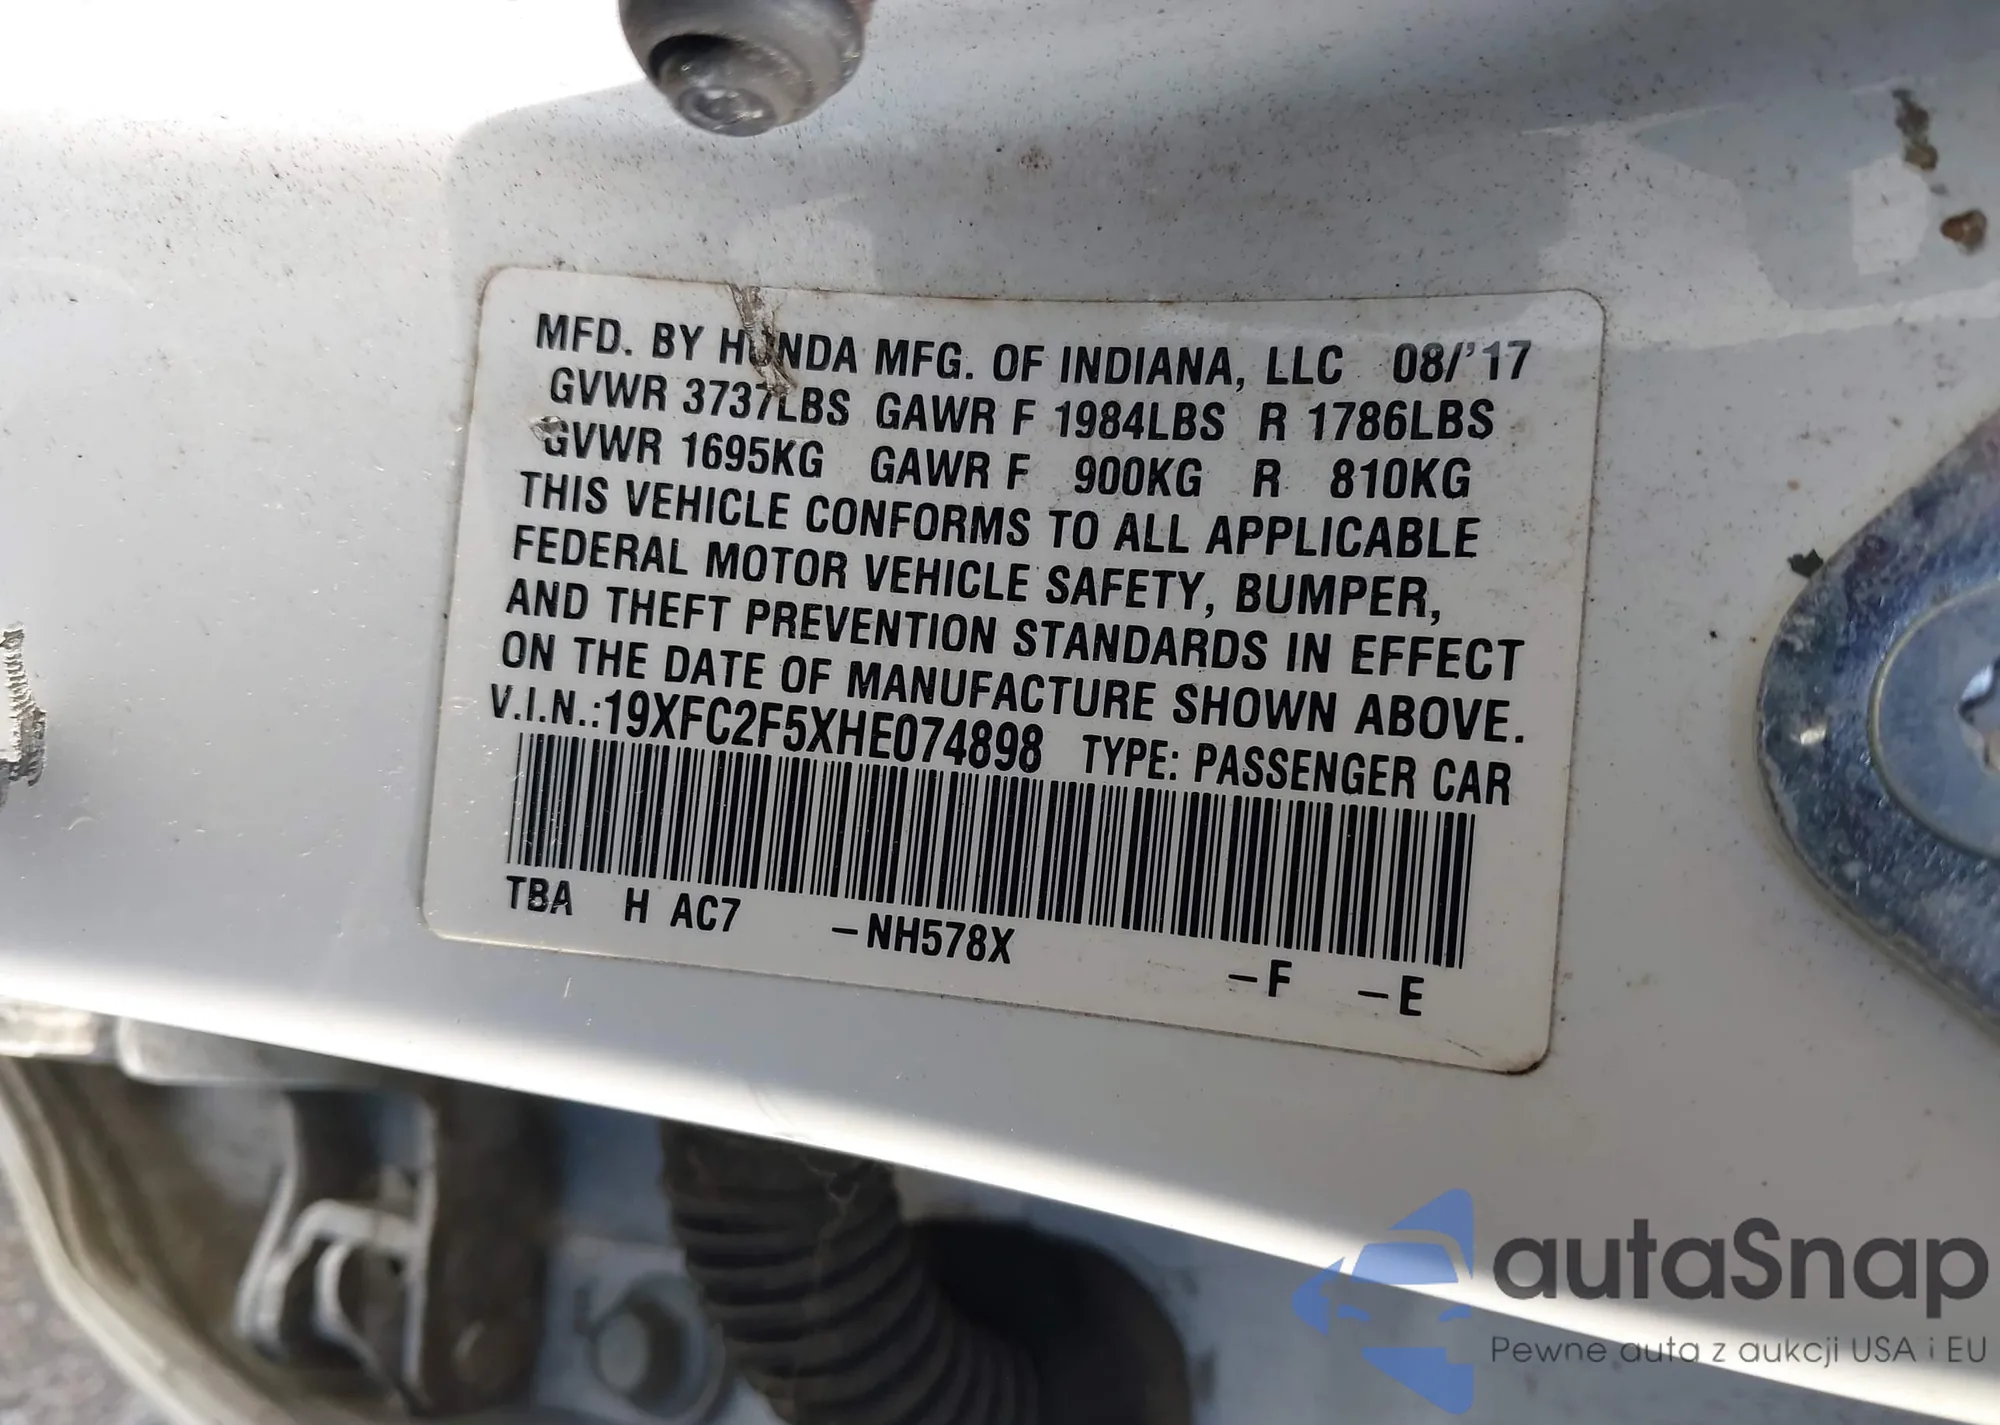 MFD. BY HONDA MFG. OF INDIANA, LLC 08/'17
GVWR 3737LBS GAWR F 1984LBS R 1786LBS
GVWR 1695KG GAWR F 900KG R 810KG
THIS VEHICLE CONFORMS TO ALL APPLICABLE
FEDERAL MOTOR VEHICLE SAFETY, BUMPER,
AND THEFT PREVENTION STANDARDS IN EFFECT
ON THE DATE OF MANUFACTURE SHOWN ABOVE.
V.I.N.:19XFC2F5XHE074898 TYPE: PASSENGER CAR
TBA H AC7 –NH578X –F –E
autaSnap
Pewne auta z aukcji USA i EU